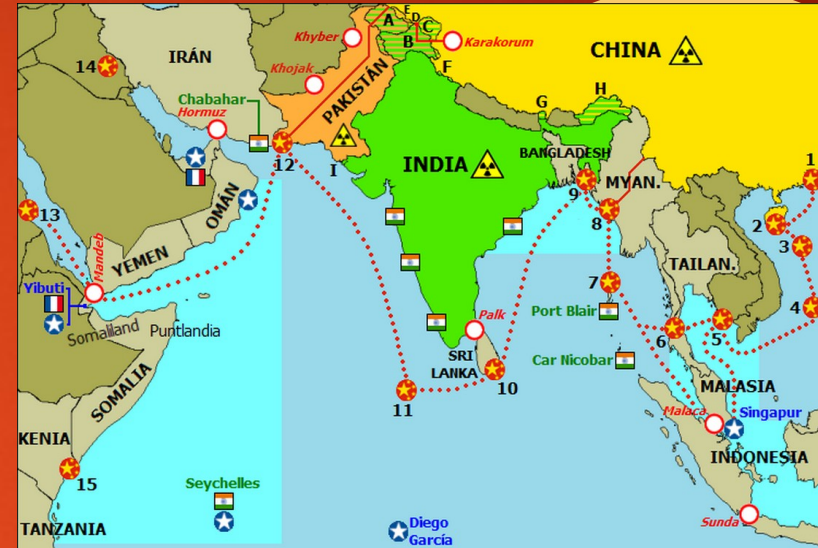 IRÁN
14
Chabahar
Hormuz
Khyber
Khojak
PAKISTÁN
12
I
A
B
C
D
E
F
Karakorum
CHINA
G
H
INDIA
BANGLADESH
MYAN.
TAILAN.
1
2
3
4
5
6
7
8
9
10
11
OMÁN
13
Mandeb
YEMEN
Yibuti
Somaliland
Puntlandia
SOMALIA
KENIA
15
TANZANIA
Seychelles
Diego
García
Palk
SRI
LANKA
Port Blair
Car Nicobar
MALASIA
Malaca
Singapur
INDONESIA
Sunda